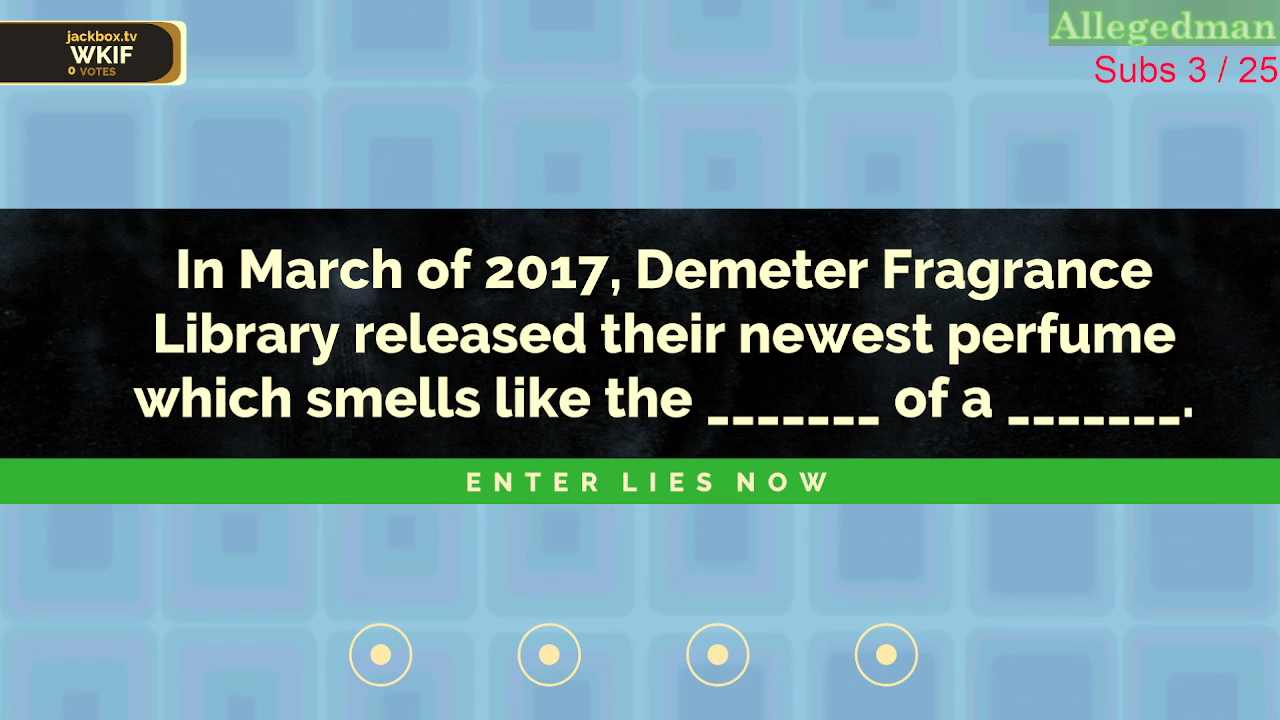 jackbox.tv
WKIF
0 VOTES
Allegedman
Subs 3 / 25
In March of 2017, Demeter Fragrance
Library released their newest perfume
which smells like the _______ of a _______.
ENTER LIES NOW